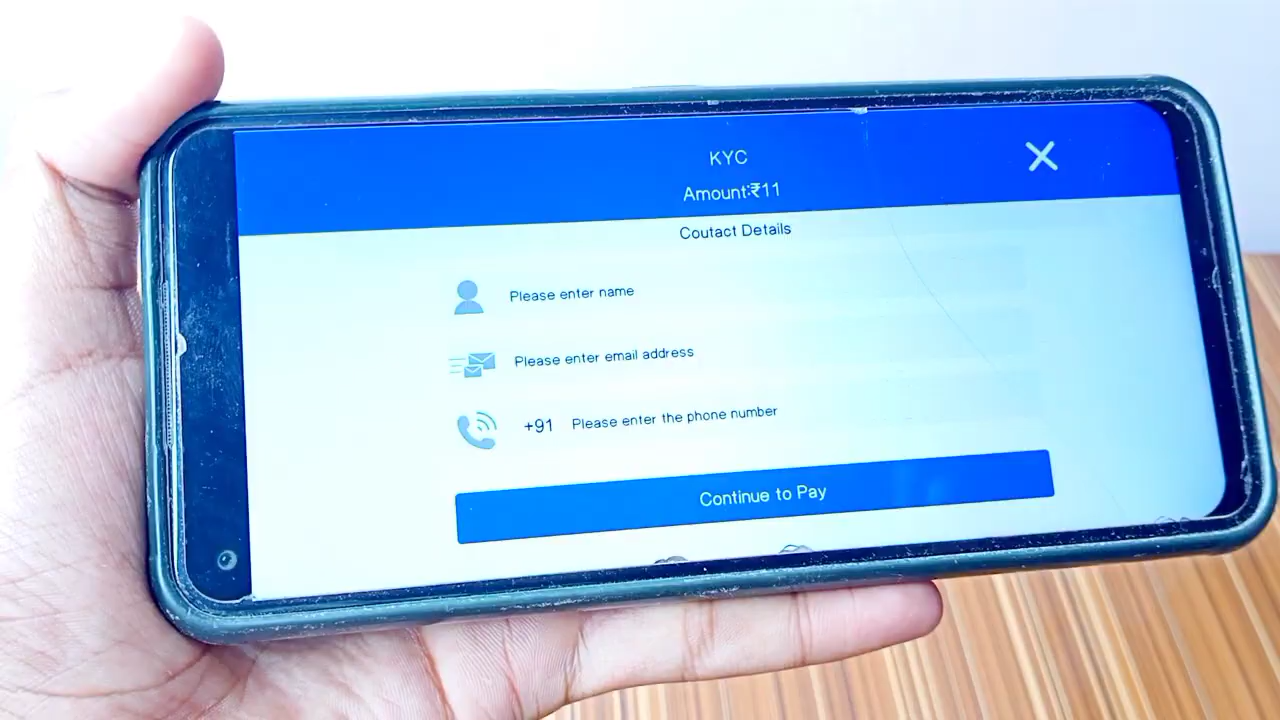 KYC
Amount:₹11
Coutact Details
Please enter name
Please enter email address
+91 Please enter the phone number
Continue to Pay